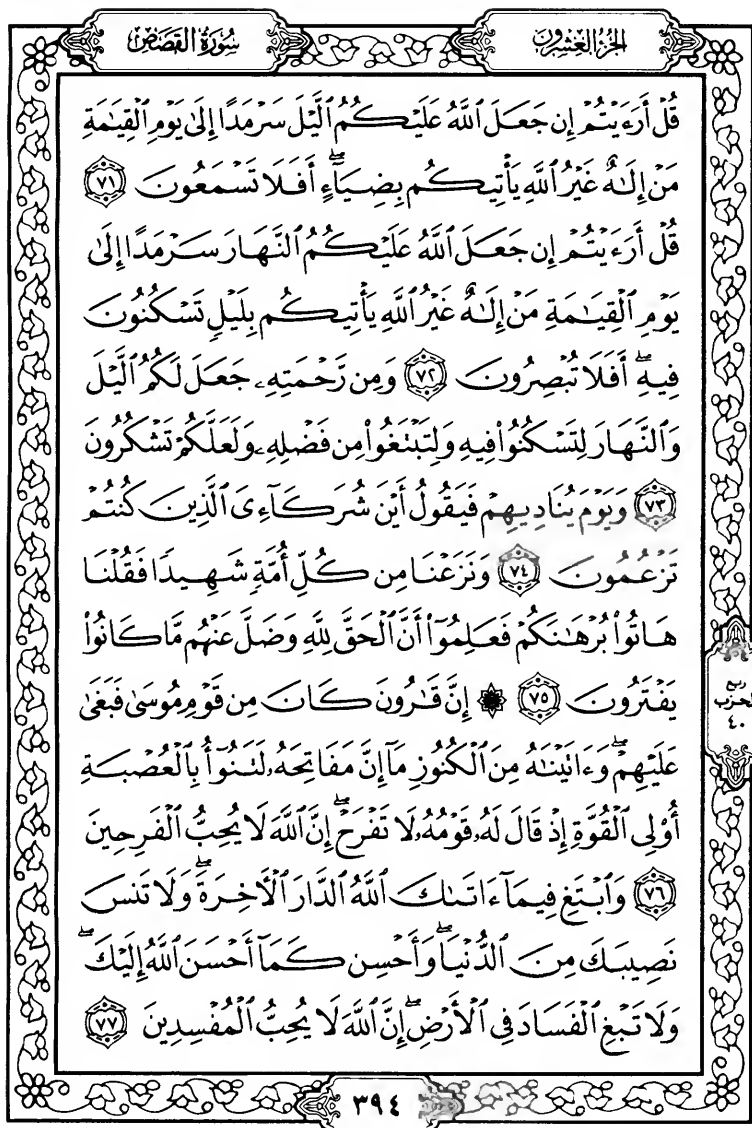 سُورَةُ القَصَصِ
الجُزْءُ العِشْرُونَ
قُلْ أَرَءَيْتُمْ إِن جَعَلَ ٱللَّهُ عَلَيْكُمُ ٱلَّيْلَ سَرْمَدًا إِلَىٰ يَوْمِ ٱلْقِيَٰمَةِ
مَنْ إِلَٰهٌ غَيْرُ ٱللَّهِ يَأْتِيكُم بِضِيَآءٍ ۖ أَفَلَا تَسْمَعُونَ ٧١
قُلْ أَرَءَيْتُمْ إِن جَعَلَ ٱللَّهُ عَلَيْكُمُ ٱلنَّهَارَ سَرْمَدًا إِلَىٰ
يَوْمِ ٱلْقِيَٰمَةِ مَنْ إِلَٰهٌ غَيْرُ ٱللَّهِ يَأْتِيكُم بِلَيْلٍ تَسْكُنُونَ
فِيهِ ۖ أَفَلَا تُبْصِرُونَ ٧٢ وَمِن رَّحْمَتِهِۦ جَعَلَ لَكُمُ ٱلَّيْلَ
وَٱلنَّهَارَ لِتَسْكُنُوا۟ فِيهِ وَلِتَبْتَغُوا۟ مِن فَضْلِهِۦ وَلَعَلَّكُمْ تَشْكُرُونَ
٧٣ وَيَوْمَ يُنَادِيهِمْ فَيَقُولُ أَيْنَ شُرَكَآءِىَ ٱلَّذِينَ كُنتُمْ
تَزْعُمُونَ ٧٤ وَنَزَعْنَا مِن كُلِّ أُمَّةٍ شَهِيدًا فَقُلْنَا
هَاتُوا۟ بُرْهَٰنَكُمْ فَعَلِمُوٓا۟ أَنَّ ٱلْحَقَّ لِلَّهِ وَضَلَّ عَنْهُم مَّا كَانُوا۟
يَفْتَرُونَ ٧٥ ۞ إِنَّ قَٰرُونَ كَانَ مِن قَوْمِ مُوسَىٰ فَبَغَىٰ
عَلَيْهِمْ ۖ وَءَاتَيْنَٰهُ مِنَ ٱلْكُنُوزِ مَآ إِنَّ مَفَاتِحَهُۥ لَتَنُوٓأُ بِٱلْعُصْبَةِ
أُو۟لِى ٱلْقُوَّةِ إِذْ قَالَ لَهُۥ قَوْمُهُۥ لَا تَفْرَحْ ۖ إِنَّ ٱللَّهَ لَا يُحِبُّ ٱلْفَرِحِينَ
٧٦ وَٱبْتَغِ فِيمَآ ءَاتَىٰكَ ٱللَّهُ ٱلدَّارَ ٱلْءَاخِرَةَ ۖ وَلَا تَنسَ
نَصِيبَكَ مِنَ ٱلدُّنْيَا ۖ وَأَحْسِن كَمَآ أَحْسَنَ ٱللَّهُ إِلَيْكَ ۖ
وَلَا تَبْغِ ٱلْفَسَادَ فِى ٱلْأَرْضِ ۖ إِنَّ ٱللَّهَ لَا يُحِبُّ ٱلْمُفْسِدِينَ ٧٧
ربع
الحزب
٤٠
٣٩٤